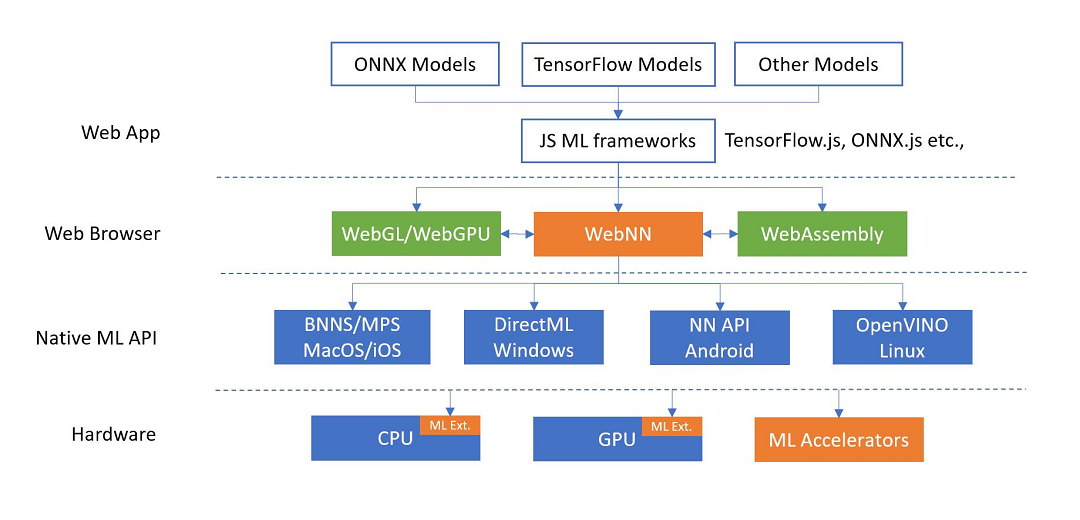 ONNX Models
TensorFlow Models
Other Models
Web App
JS ML frameworks
TensorFlow.js, ONNX.js etc.,
Web Browser
WebGL/WebGPU
WebNN
WebAssembly
Native ML API
BNNS/MPS
MacOS/iOS
DirectML
Windows
NN API
Android
OpenVINO
Linux
Hardware
CPU
ML Ext.
GPU
ML Ext.
ML Accelerators